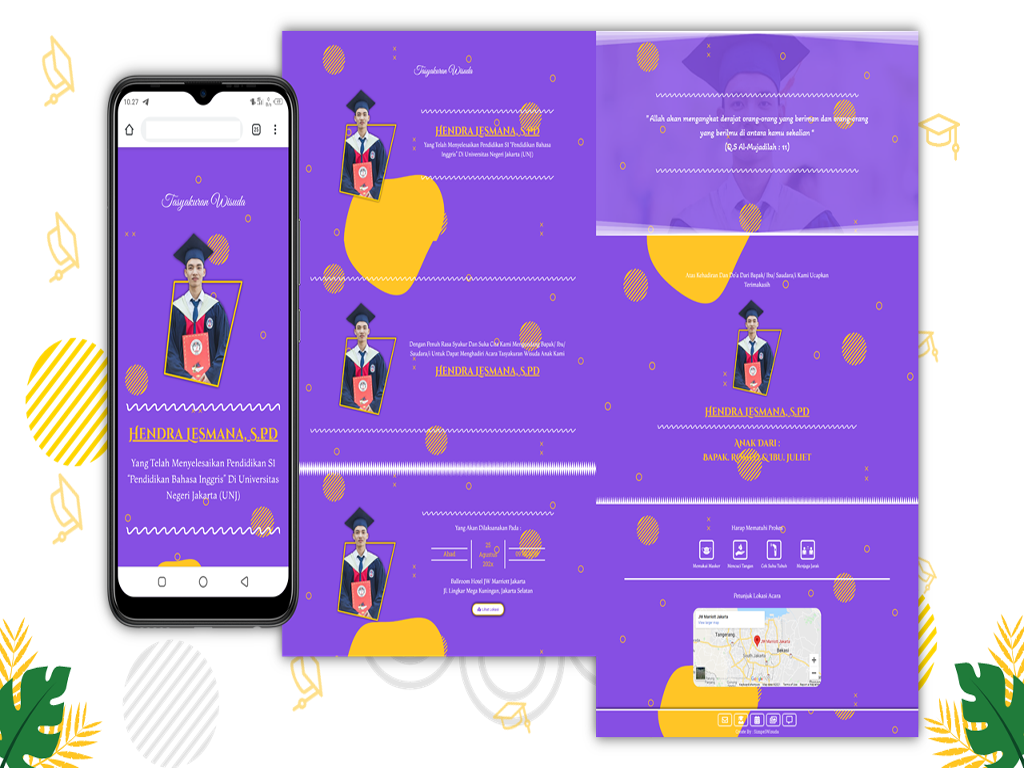 10.27
25
Tasyakuran Wisuda
HENDRA LESMANA, S.PD
Yang Telah Menyelesaikan Pendidikan S1
"Pendidikan Bahasa Inggris" Di Universitas
Negeri Jakarta (UNJ)
Tasyakuran Wisuda
HENDRA LESMANA, S.PD
Yang Telah Menyelesaikan Pendidikan S1 "Pendidikan Bahasa
Inggris" Di Universitas Negeri Jakarta (UNJ)
Dengan Penuh Rasa Syukur Dan Suka Cita Kami Mengundang Bapak/ Ibu/
Saudara/i Untuk Dapat Menghadiri Acara Tasyakuran Wisuda Anak Kami
HENDRA LESMANA, S.PD
Yang Akan Dilaksanakan Pada :
Ahad
25
Agustus
Ballroom Hotel JW Marriott Jakarta
Jl. Lingkar Mega Kuningan, Jakarta Selatan
Lihat Lokasi
" Allah akan mengangkat derajat orang-orang yang beriman dan orang-orang
yang berilmu di antara kamu sekalian "
(Q.S Al-Mujadilah : 11)
Atas Kehadiran Dan Do'a Dari Bapak/ Ibu/ Saudara/i Kami Ucapkan
Terimakasih
HENDRA LESMANA, S.PD
ANAK DARI :
BAPAK. ROMEO & IBU. JULIET
Harap Mematuhi Prokes
Memakai Masker
Mencuci Tangan
Cek Suhu Tubuh
Menjaga Jarak
Petunjuk Lokasi Acara
JW Marriott Jakarta
View larger map
Tangerang
JW Marriott Jakarta
Bekasi
South Jakarta